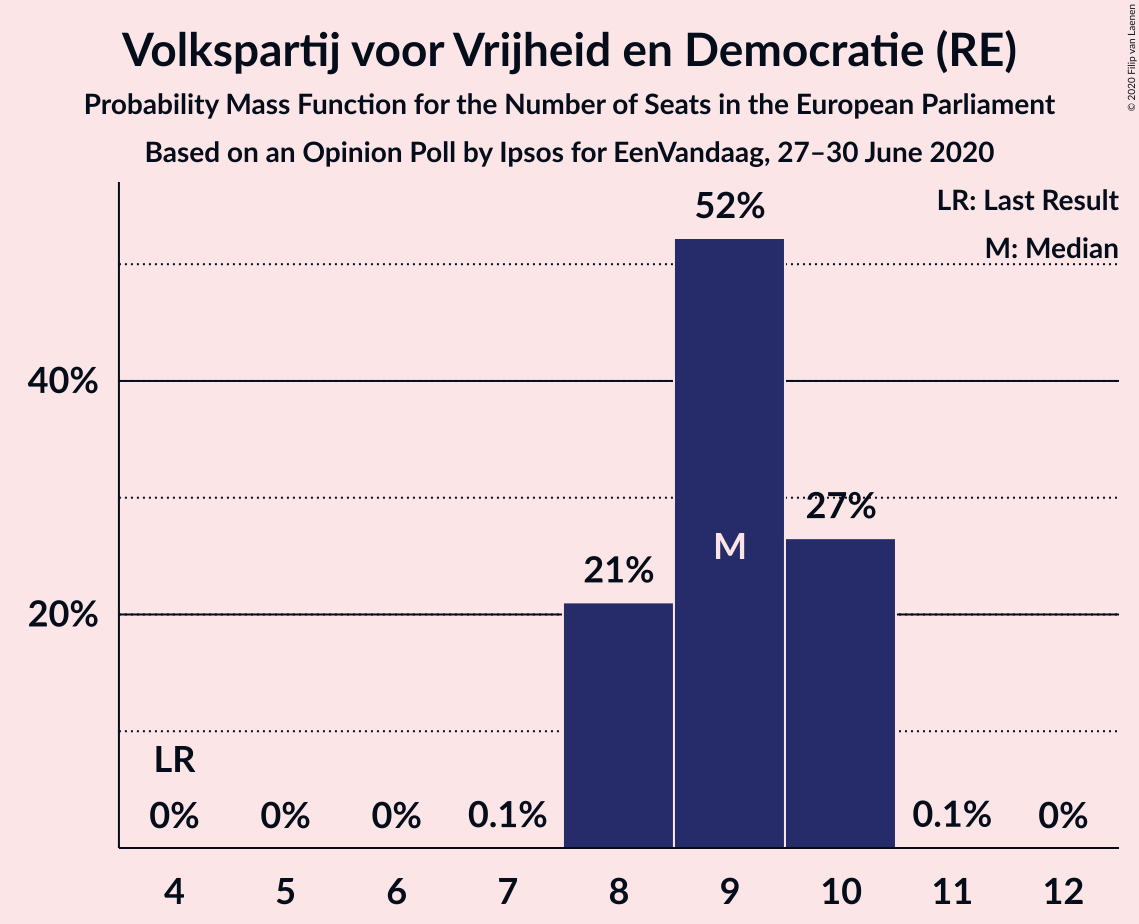 Volkspartij voor Vrijheid en Democratie (RE)
Probability Mass Function for the Number of Seats in the European Parliament
Based on an Opinion Poll by Ipsos for EenVandaag, 27–30 June 2020
© 2020 Filip van Laenen
LR: Last Result
M: Median
52%
40%
27%
M
21%
20%
LR
0% 0% 0% 0.1% 0.1% 0%
4 5 6 7 8 9 10 11 12